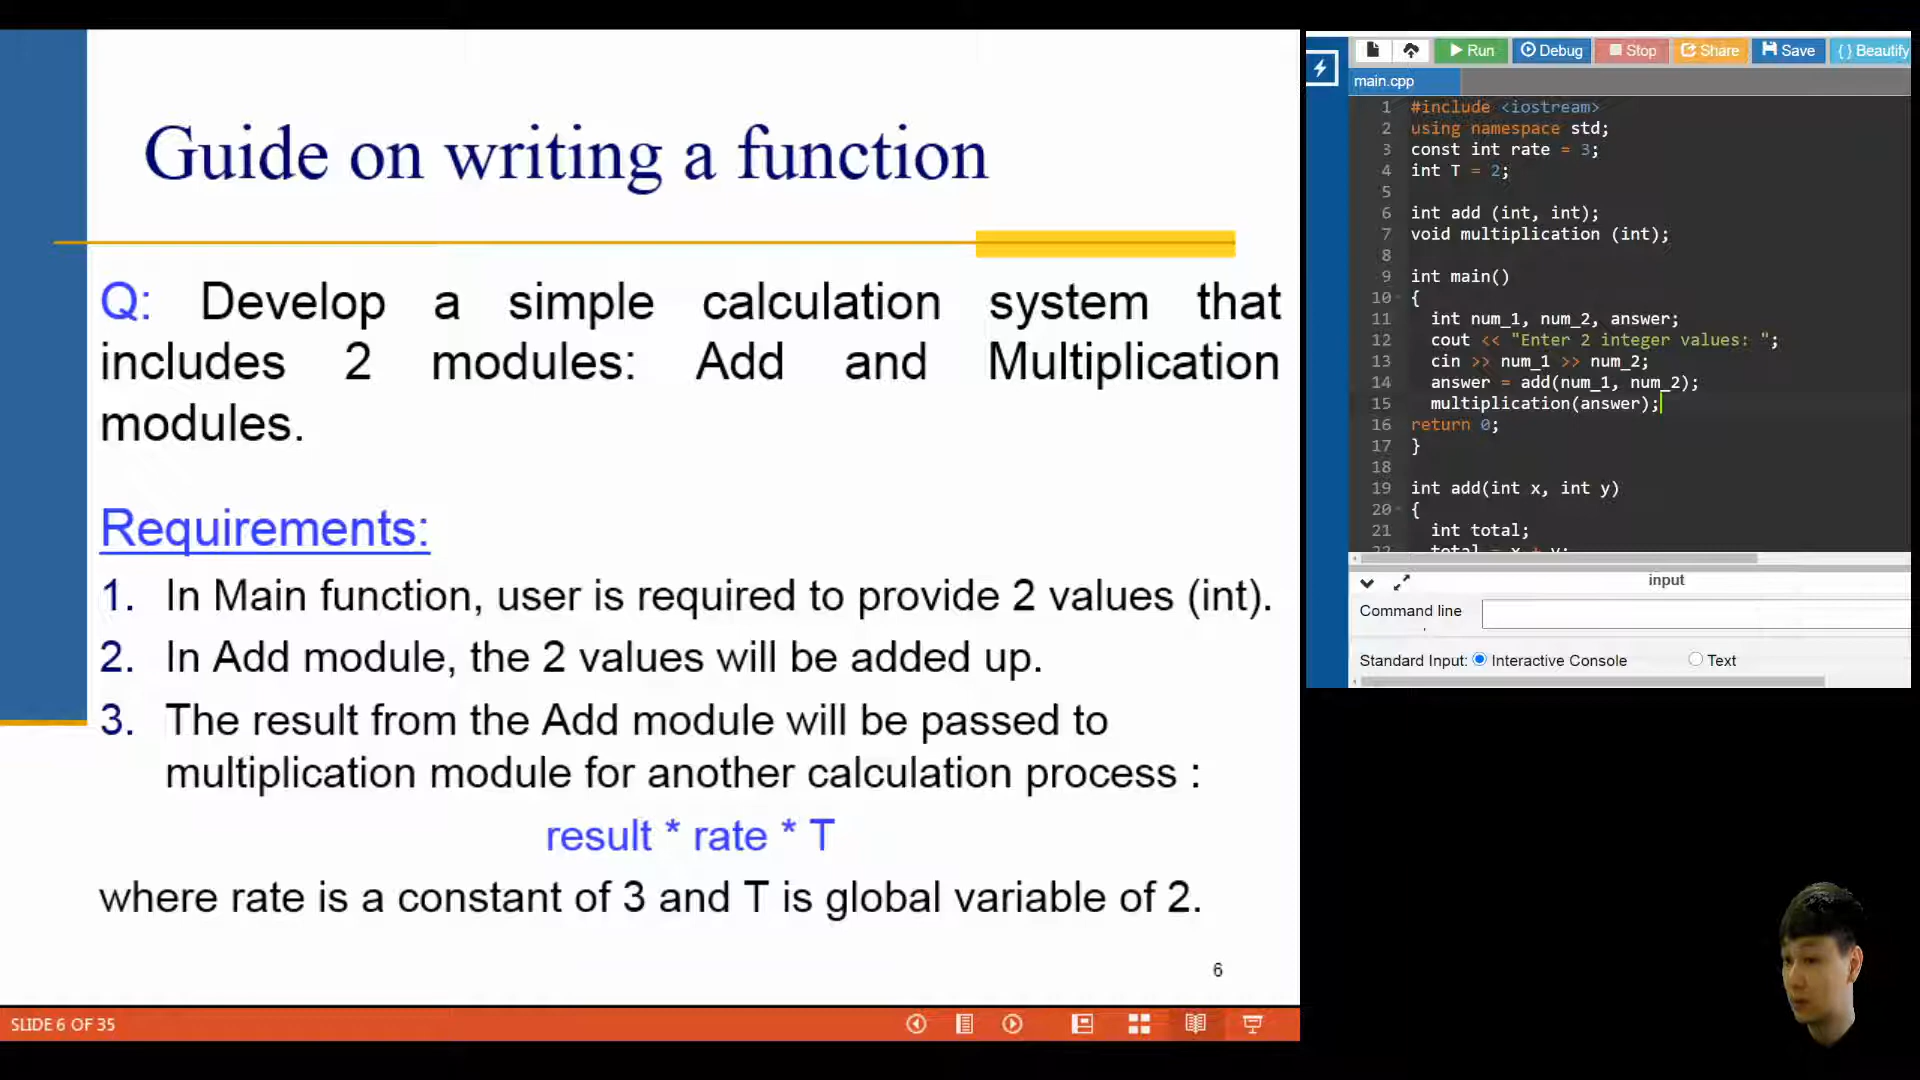 Guide on writing a function
Q: Develop a simple calculation system that
includes 2 modules: Add and Multiplication
modules.
Requirements:
1. In Main function, user is required to provide 2 values (int).
2. In Add module, the 2 values will be added up.
3. The result from the Add module will be passed to
multiplication module for another calculation process :
result * rate * T
where rate is a constant of 3 and T is global variable of 2.
6
SLIDE 6 OF 35
Run Debug Stop Share Save {} Beautify
main.cpp
1 #include <iostream>
2 using namespace std;
3 const int rate = 3;
4 int T = 2;
5
6 int add (int, int);
7 void multiplication (int);
8
9 int main()
10 {
11 int num_1, num_2, answer;
12 cout << "Enter 2 integer values: ";
13 cin >> num_1 >> num_2;
14 answer = add(num_1, num_2);
15 multiplication(answer);
16 return 0;
17 }
18
19 int add(int x, int y)
20 {
21 int total;
22 total = x + y;
input
Command line
Standard Input: Interactive Console Text